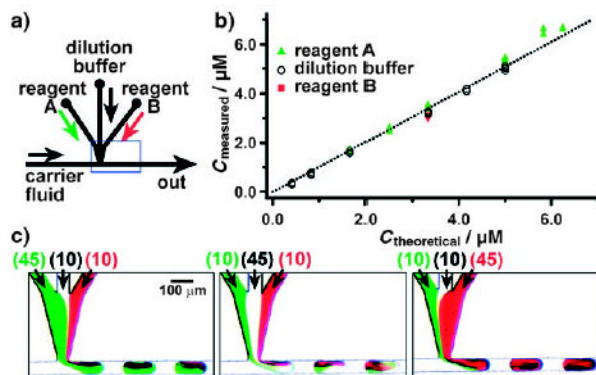 a)
dilution
buffer
reagent
A
reagent
B
carrier
fluid
out
b)
C measured / µM
6.0
4.0
2.0
0.0
reagent A
dilution buffer
reagent B
0.0 2.0 4.0 6.0
C theoretical / µM
c)
(45) (10) (10)
100 µm
(10) (45) (10)
(10) (10) (45)